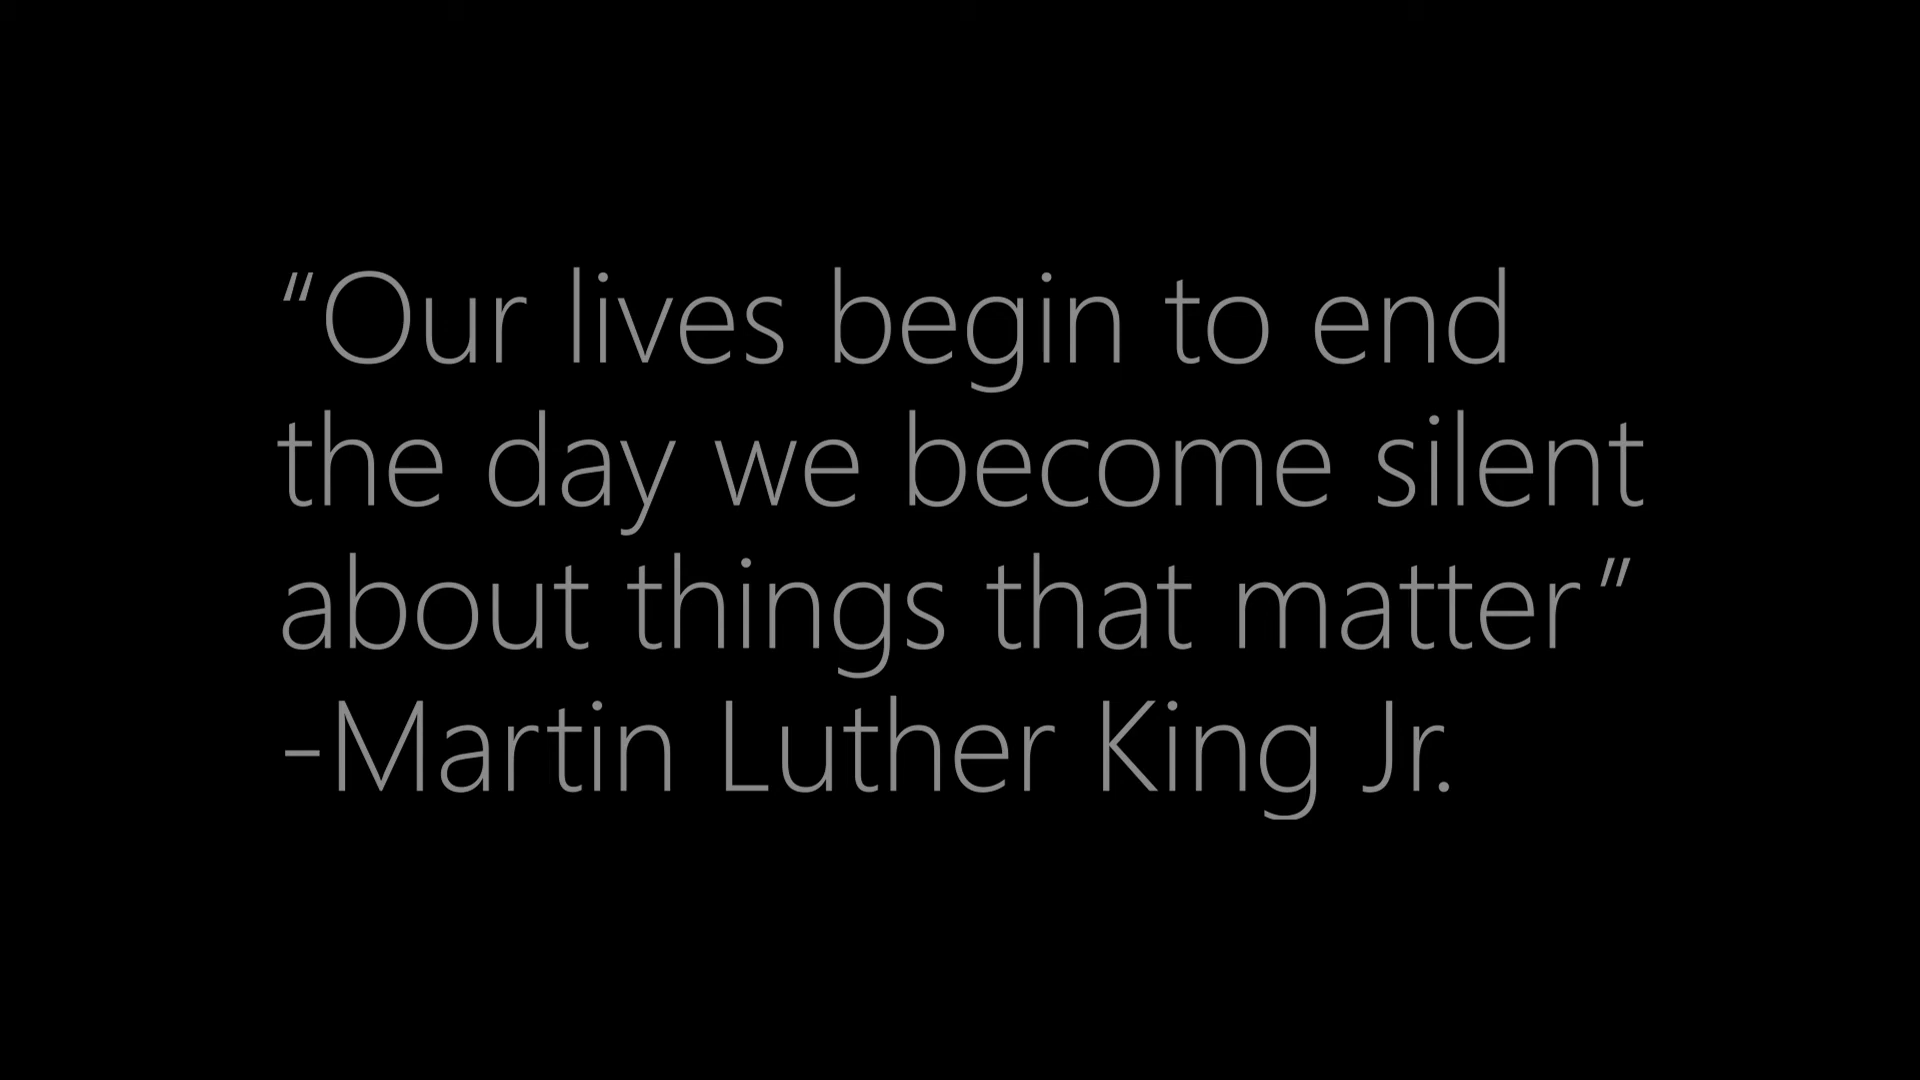 “Our lives begin to end
the day we become silent
about things that matter”
-Martin Luther King Jr.